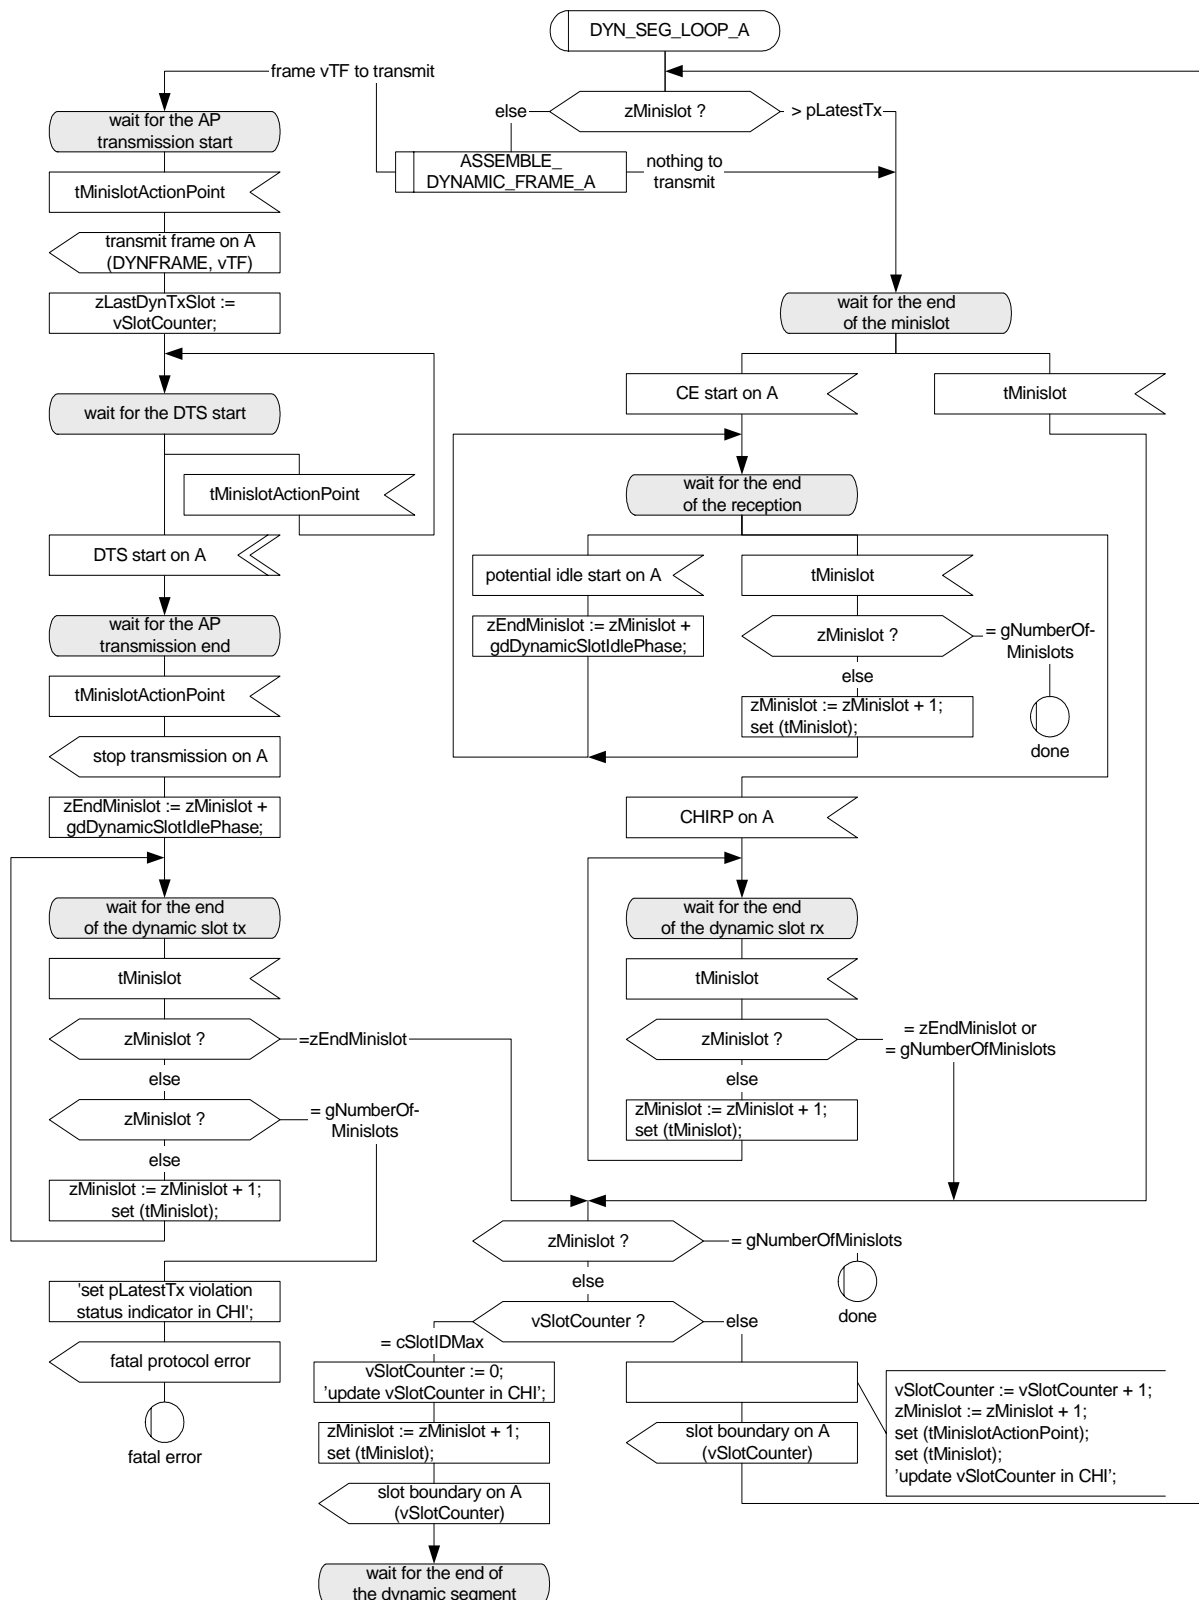 DYN_SEG_LOOP_A
frame vTF to transmit
zMinislot ?
else
> pLatestTx
wait for the AP
transmission start
ASSEMBLE_
DYNAMIC_FRAME_A
nothing to
transmit
tMinislotActionPoint
transmit frame on A
(DYNFRAME, vTF)
zLastDynTxSlot :=
vSlotCounter;
wait for the DTS start
tMinislotActionPoint
DTS start on A
wait for the AP
transmission end
tMinislotActionPoint
stop transmission on A
zEndMinislot := zMinislot +
gdDynamicSlotIdlePhase;
wait for the end
of the dynamic slot tx
tMinislot
zMinislot ?
=zEndMinislot
else
zMinislot ?
= gNumberOf-
Minislots
else
zMinislot := zMinislot + 1;
set (tMinislot);
'set pLatestTx violation
status indicator in CHI';
fatal protocol error
fatal error
wait for the end
of the minislot
CE start on A
tMinislot
wait for the end
of the reception
potential idle start on A
tMinislot
zEndMinislot := zMinislot +
gdDynamicSlotIdlePhase;
zMinislot ?
= gNumberOf-
Minislots
else
zMinislot := zMinislot + 1;
set (tMinislot);
done
CHIRP on A
wait for the end
of the dynamic slot rx
tMinislot
zMinislot ?
= zEndMinislot or
= gNumberOfMinislots
else
zMinislot := zMinislot + 1;
set (tMinislot);
zMinislot ?
= gNumberOfMinislots
done
else
vSlotCounter ?
else
= cSlotIDMax
vSlotCounter := 0;
'update vSlotCounter in CHI';
zMinislot := zMinislot + 1;
set (tMinislot);
slot boundary on A
(vSlotCounter)
wait for the end of
the dynamic segment
slot boundary on A
(vSlotCounter)
vSlotCounter := vSlotCounter + 1;
zMinislot := zMinislot + 1;
set (tMinislotActionPoint);
set (tMinislot);
'update vSlotCounter in CHI';